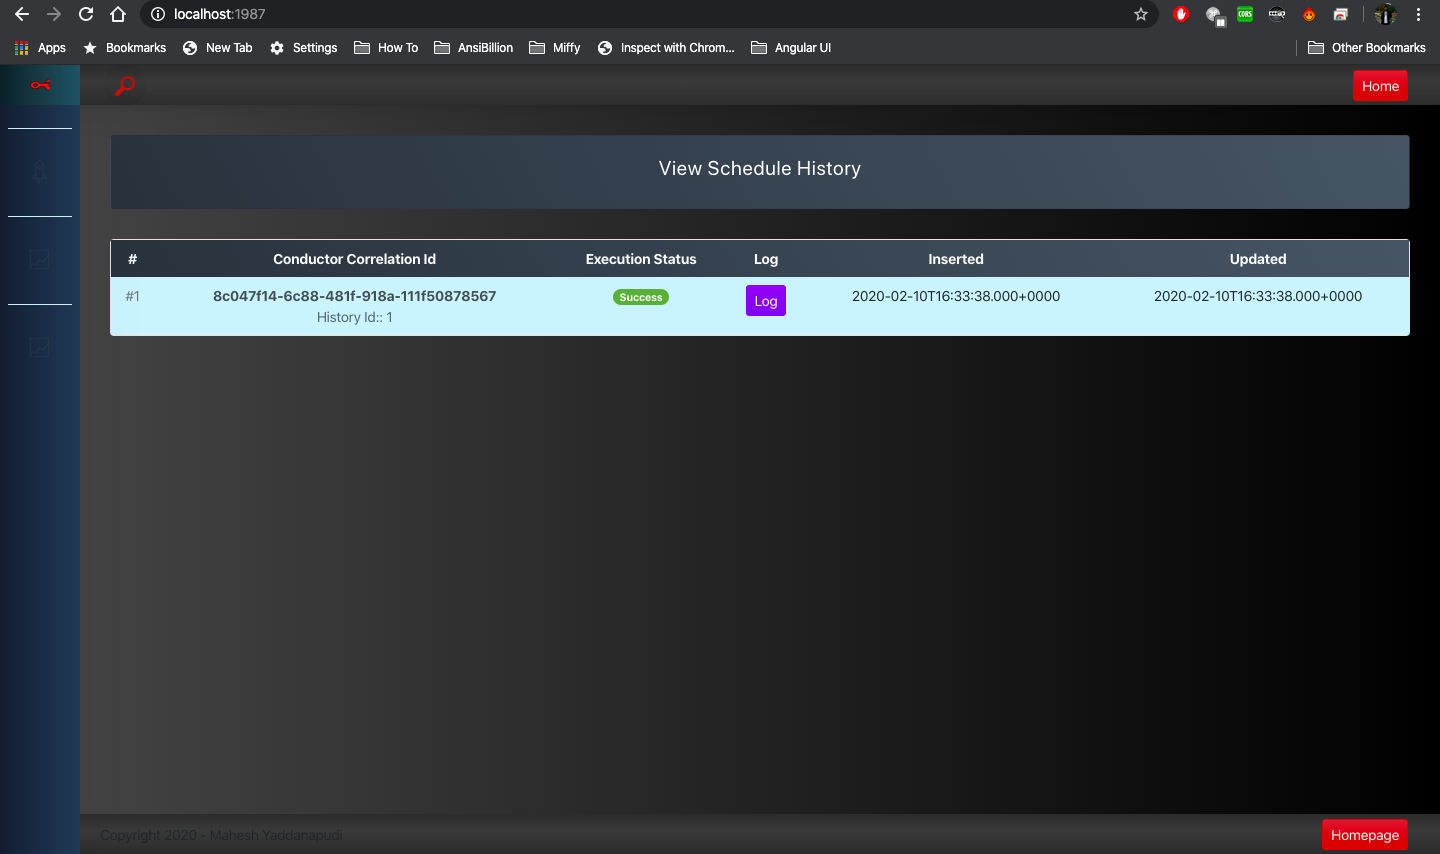 localhost:1987
Apps Bookmarks New Tab Settings How To AnsiBillion Miffy Inspect with Chrom... Angular UI Other Bookmarks
CORS
Home
View Schedule History
# Conductor Correlation Id Execution Status Log Inserted Updated
#1 8c047f14-6c88-481f-918a-111f50878567 Success Log 2020-02-10T16:33:38.000+0000 2020-02-10T16:33:38.000+0000
History Id:: 1
Copyright 2020 - Mahesh Yaddanapudi Homepage